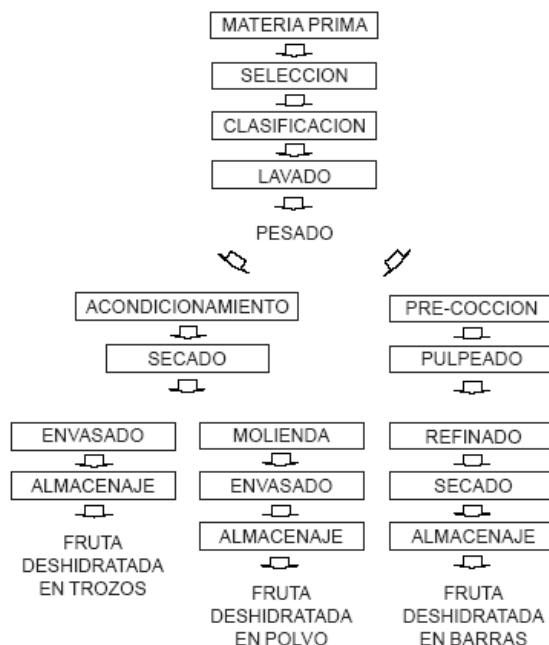 MATERIA PRIMA
SELECCION
CLASIFICACION
LAVADO
PESADO
ACONDICIONAMIENTO
SECADO
PRE-COCCION
PULPEADO
ENVASADO
ALMACENAJE
FRUTA
DESHIDRATADA
EN TROZOS
MOLIENDA
ENVASADO
ALMACENAJE
FRUTA
DESHIDRATADA
EN POLVO
REFINADO
SECADO
ALMACENAJE
FRUTA
DESHIDRATADA
EN BARRAS